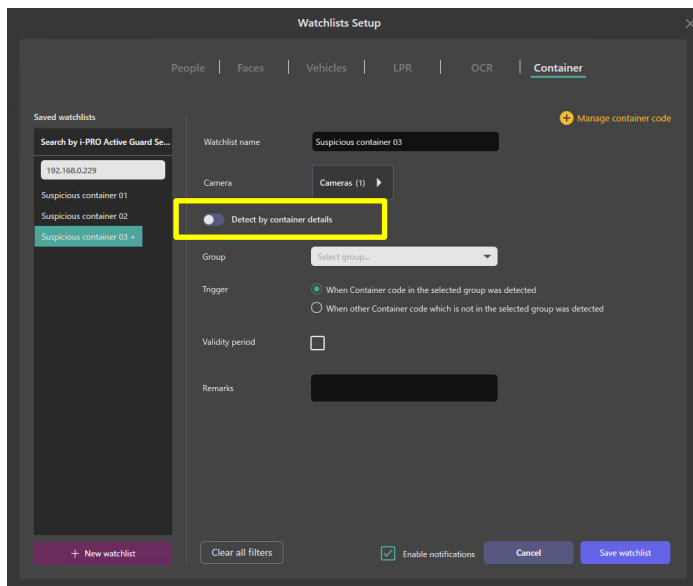 Watchlists Setup
People | Faces | Vehicles | LPR | OCR | Container
Saved watchlists
Manage container code
Search by i-PRO Active Guard Se...
192.168.0.229
Suspicious container 01
Suspicious container 02
Suspicious container 03 +
Watchlist name
Suspicious container 03
Camera
Cameras (1)
Detect by container details
Group *
Select group...
Trigger
When Container code in the selected group was detected
When other Container code which is not in the selected group was detected
Validity period
Remarks
+ New watchlist
Clear all filters
Enable notifications
Cancel
Save watchlist